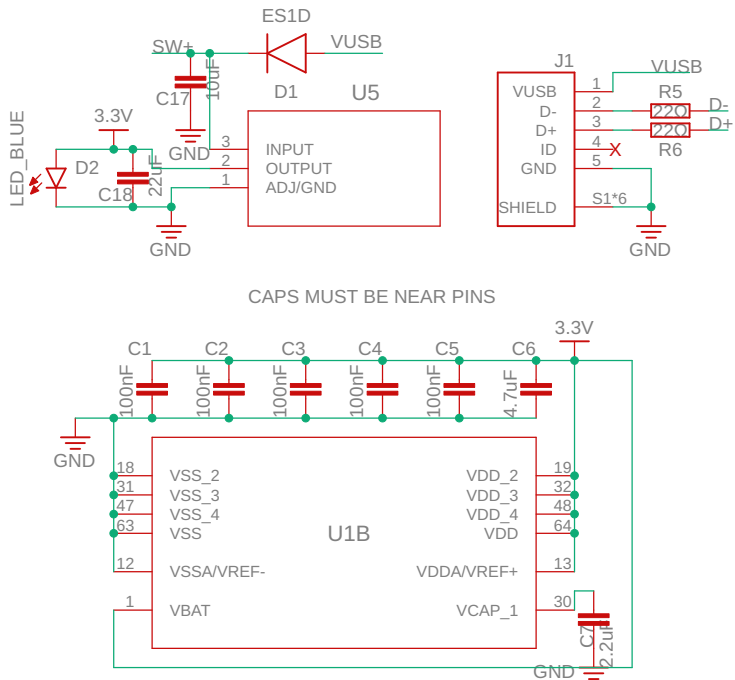 ES1D
SW+
VUSB
C17
10uF
D1
U5
GND
3.3V
LED_BLUE
D2
C18
22uF
3 INPUT
2 OUTPUT
1 ADJ/GND
GND
J1
VUSB
VUSB 1
D- 2
D+ 3
ID 4
GND 5
SHIELD S1*6
R5
22Ω
D-
22Ω
D+
R6
X
GND
CAPS MUST BE NEAR PINS
3.3V
C1 C2 C3 C4 C5 C6
100nF 100nF 100nF 100nF 100nF 4.7uF
GND
18 VSS_2 VDD_2 19
31 VSS_3 VDD_3 32
47 VSS_4 VDD_4 48
63 VSS VDD 64
U1B
12 VSSA/VREF- VDDA/VREF+ 13
1 VBAT VCAP_1 30
C7
2.2uF
GND